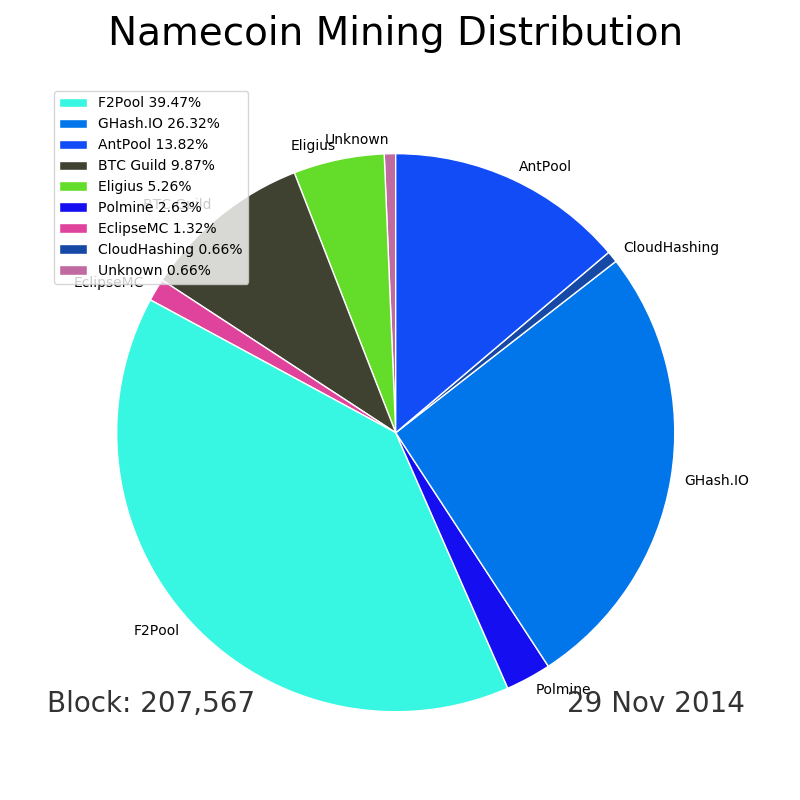 Namecoin Mining Distribution
F2Pool 39.47%
GHash.IO 26.32%
AntPool 13.82%
BTC Guild 9.87%
Eligius 5.26%
Polmine 2.63%
EclipseMC 1.32%
CloudHashing 0.66%
Unknown 0.66%
Unknown
Eligius
AntPool
BTC Guild
CloudHashing
EclipseMC
GHash.IO
F2Pool
Polmine
Block: 207,567
29 Nov 2014